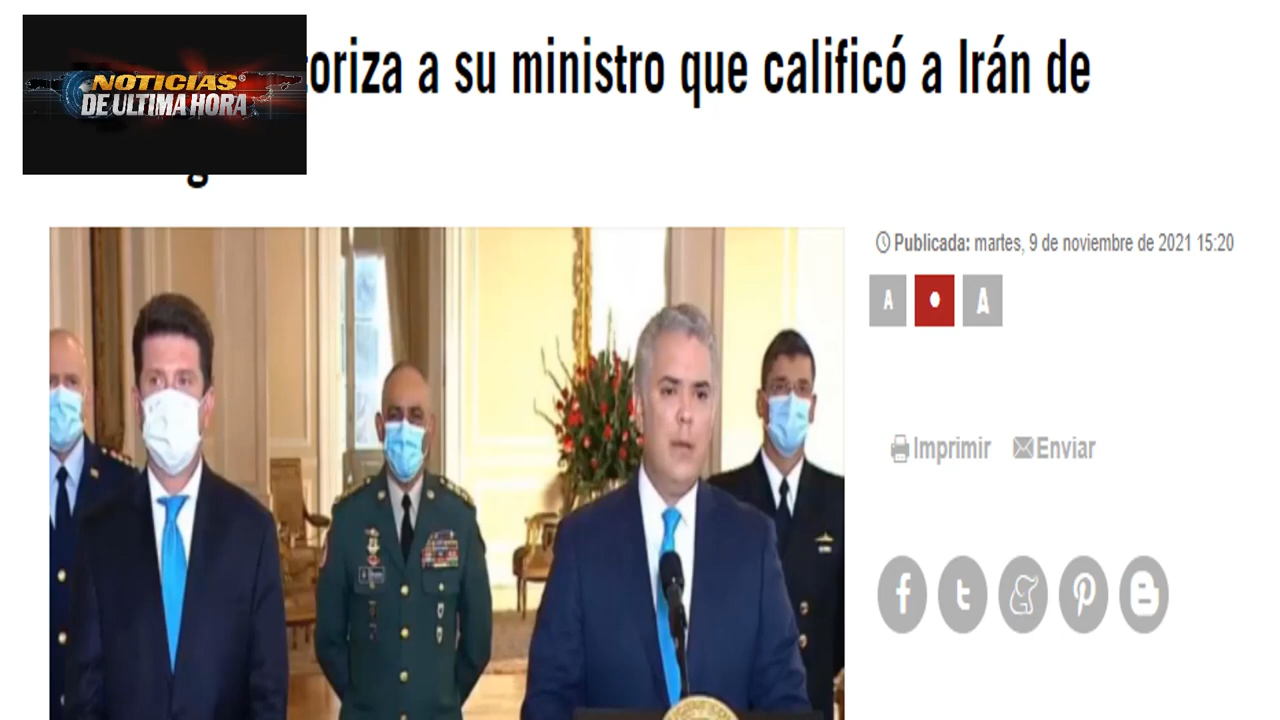 NOTICIAS®
DE ULTIMA HORA
oriza a su ministro que calificó a Irán de
Publicada: martes, 9 de noviembre de 2021 15:20
A A
Imprimir Enviar